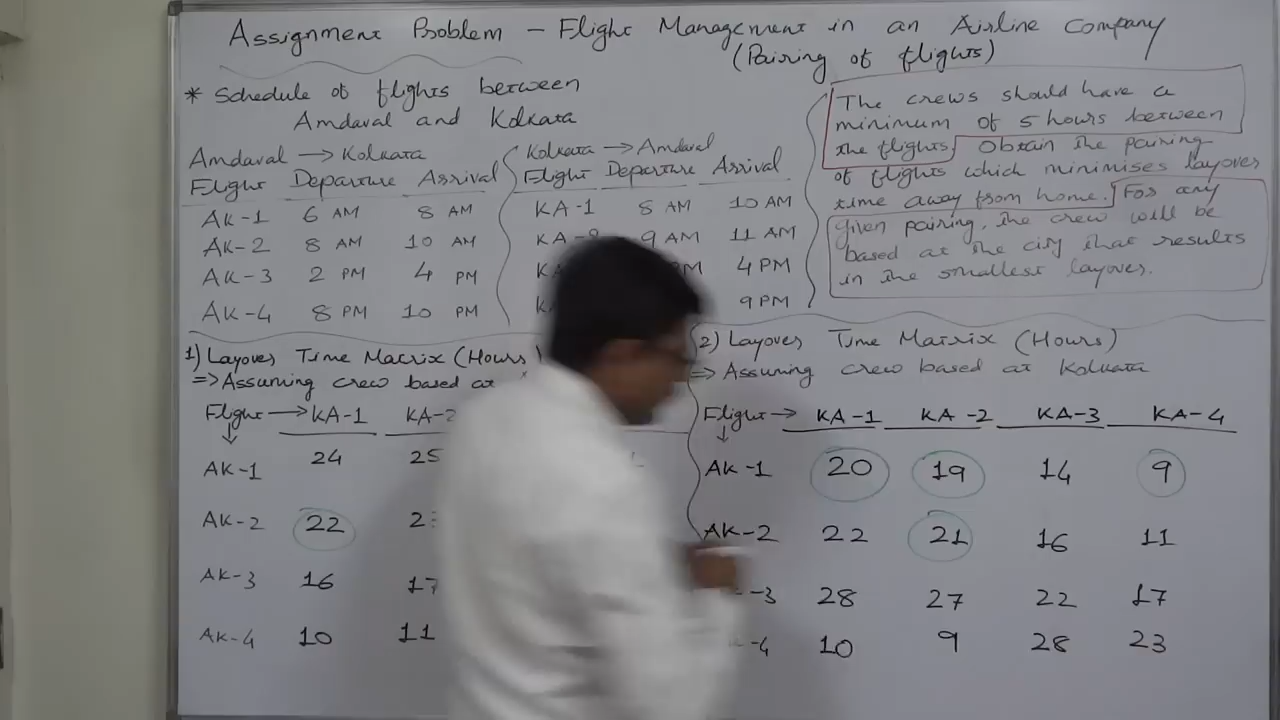 Assignment Problem - Flight Management in an Airline Company
(Pairing of flights)
* Schedule of flights between
Amdaval and Kolkata
Amdaval → Kolkata
Flight Departure Arrival
AK-1 6 AM 8 AM
AK-2 8 AM 10 AM
AK-3 2 PM 4 PM
AK-4 8 PM 10 PM
Kolkata → Amdaval
Flight Departure Arrival
KA-1 8 AM 10 AM
9 AM 11 AM
4 PM
9 PM
The crews should have a
minimum of 5 hours between
the flights. Obtain the pairing
of flights which minimises layover
time away from home. For any
given pairing, the crew will be
based at the city that results
in the smallest layover.
1) Layover Time Matrix (Hours)
=> Assuming crew based at
Flight → KA-1 KA-2
↓
AK-1 24 25
AK-2 22
AK-3 16 17
AK-4 10 11
2) Layover Time Matrix (Hours)
=> Assuming crew based at Kolkata
Flight → KA-1 KA-2 KA-3 KA-4
↓
AK-1 20 19 14 9
AK-2 22 21 16 11
-3 28 27 22 17
-4 10 9 28 23